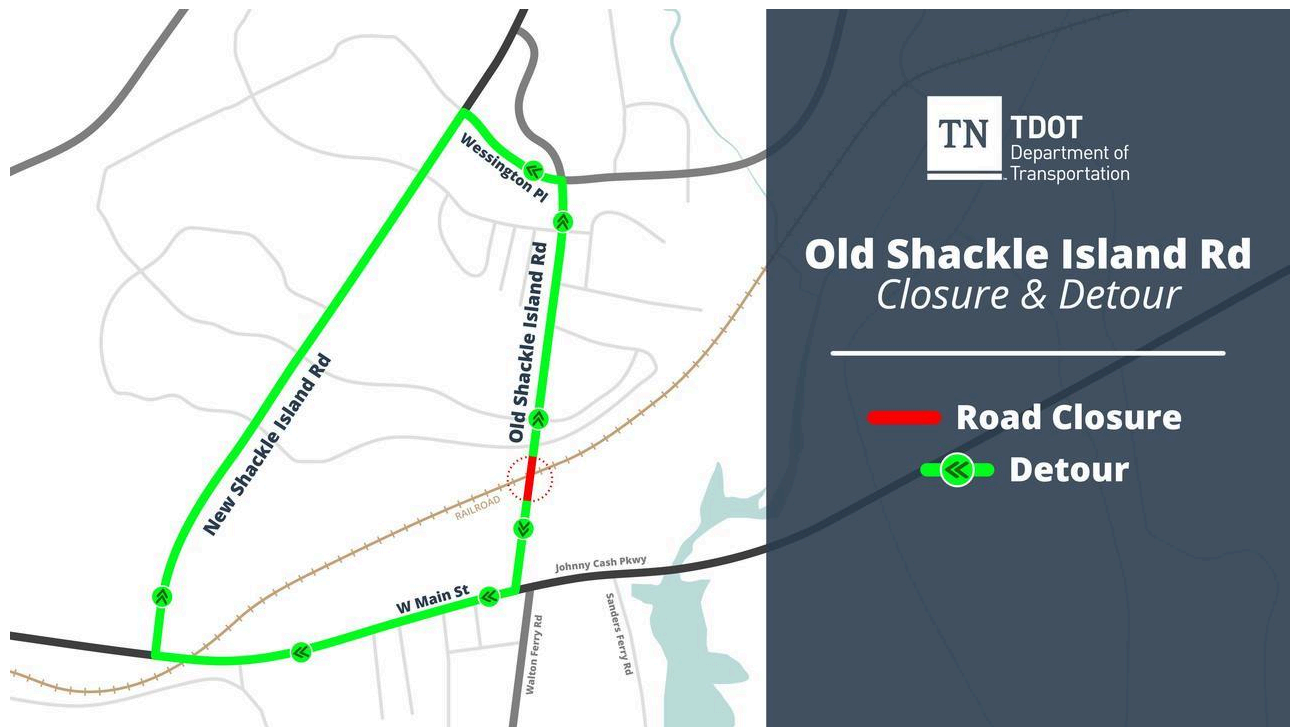 Wessington Pl
Old Shackle Island Rd
New Shackle Island Rd
RAILROAD
Johnny Cash Pkwy
W Main St
Walton Ferry Rd
Sanders Ferry Rd
TN
TDOT
Department of
Transportation
Old Shackle Island Rd
Closure & Detour
Road Closure
Detour